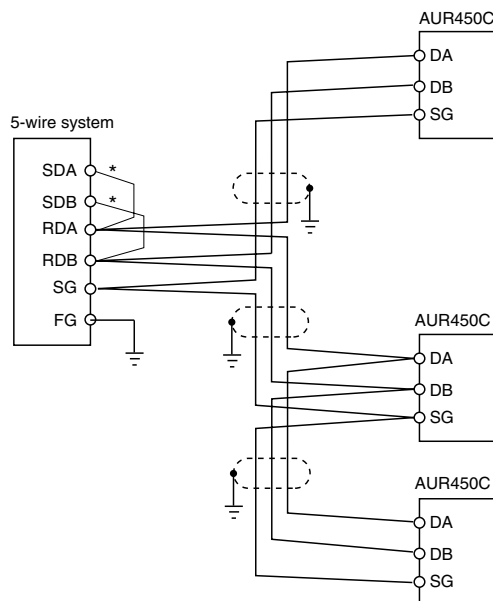 AUR450C
DA
DB
SG
5-wire system
SDA *
SDB *
RDA
RDB
SG
FG
AUR450C
DA
DB
SG
AUR450C
DA
DB
SG